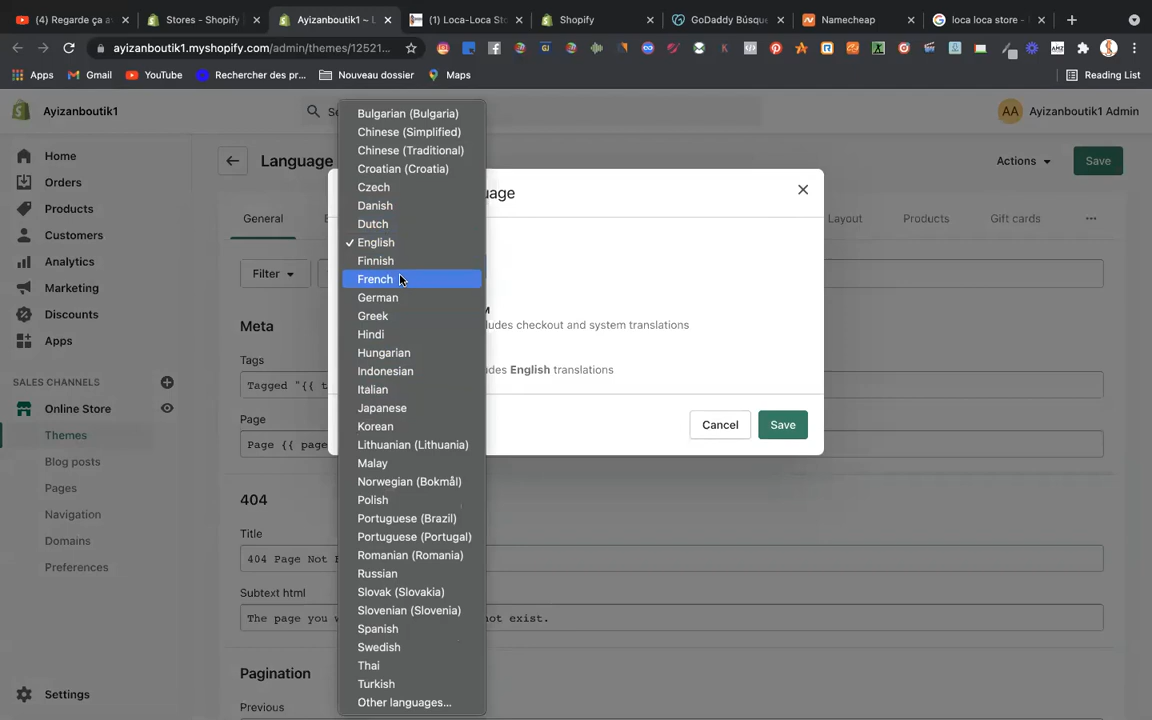 (1) Regarde ça av
Stores - Shopify
Ayizanboutik1 ~ L
(1) Loca-Loca Sto
Shopify
GoDaddy Búsque
Namecheap
loca loca store -
ayizanboutik1.myshopify.com/admin/themes/12521
Apps
Gmail
YouTube
Rechercher des pr...
Nouveau dossier
Maps
Reading List
Ayizanboutik1
Se
AA
Ayizanboutik1 Admin
Home
Orders
Products
Customers
Analytics
Marketing
Discounts
Apps
SALES CHANNELS
Online Store
Themes
Blog posts
Pages
Navigation
Domains
Preferences
Settings
Language
Actions
Save
General
Layout
Products
Gift cards
Filter
Meta
Tags
Tagged "{{ t
Page
Page {{ page
404
Title
404 Page Not F
Subtext html
The page you
not exist.
Pagination
Previous
uage
M
ludes checkout and system translations
des English translations
Cancel
Save
Bulgarian (Bulgaria)
Chinese (Simplified)
Chinese (Traditional)
Croatian (Croatia)
Czech
Danish
Dutch
✓ English
Finnish
French
German
Greek
Hindi
Hungarian
Indonesian
Italian
Japanese
Korean
Lithuanian (Lithuania)
Malay
Norwegian (Bokmål)
Polish
Portuguese (Brazil)
Portuguese (Portugal)
Romanian (Romania)
Russian
Slovak (Slovakia)
Slovenian (Slovenia)
Spanish
Swedish
Thai
Turkish
Other languages...